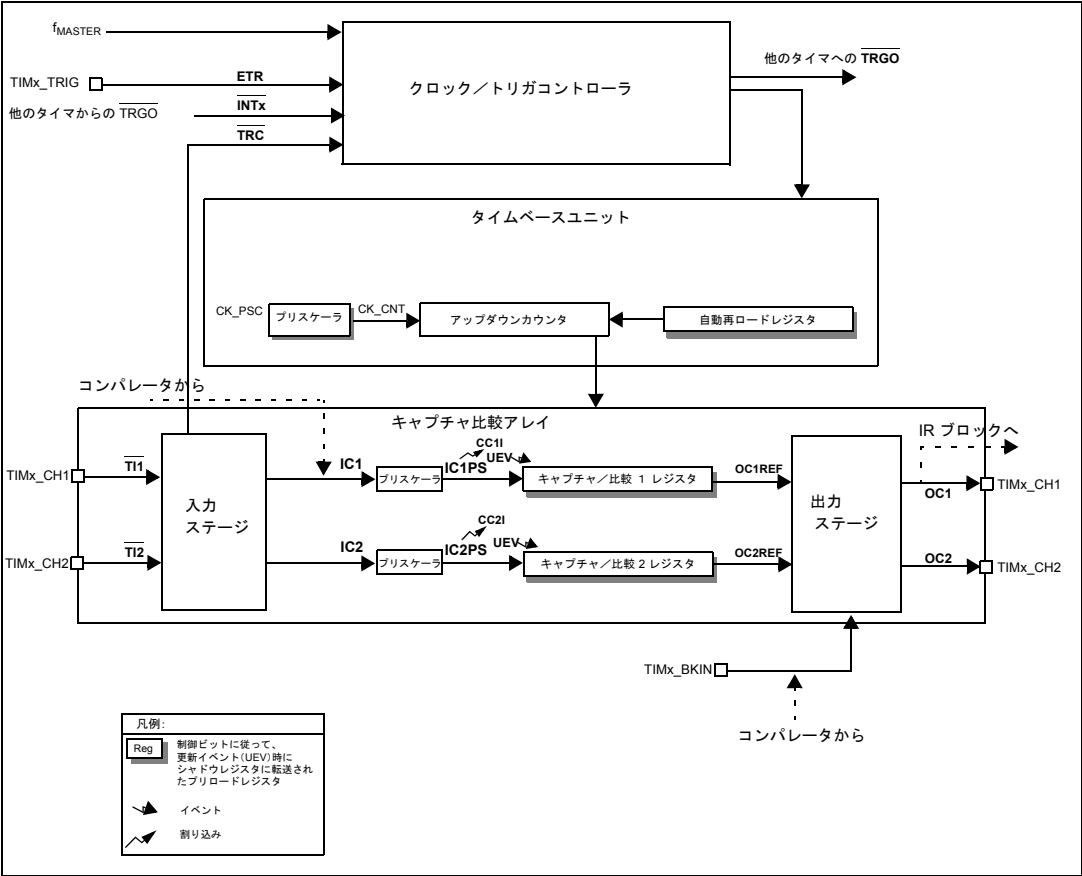 fMASTER
TIMx_TRIG
ETR
他のタイマからの TRGO
INTx
TRC
クロック／トリガコントローラ
他のタイマへの TRGO
タイムベースユニット
CK_PSC
プリスケーラ
CK_CNT
アップダウンカウンタ
自動再ロードレジスタ
コンパレータから
キャプチャ比較アレイ
IR ブロックへ
TIMx_CH1
TI1
入力
ステージ
IC1
プリスケーラ
IC1PS
CC1I
UEV
キャプチャ／比較 1 レジスタ
OC1REF
出力
ステージ
OC1
TIMx_CH1
TIMx_CH2
TI2
IC2
プリスケーラ
IC2PS
CC2I
UEV
キャプチャ／比較 2 レジスタ
OC2REF
OC2
TIMx_CH2
TIMx_BKIN
コンパレータから
凡例:
Reg
制御ビットに従って、
更新イベント(UEV)時に
シャドウレジスタに転送され
たプリロードレジスタ
イベント
割り込み